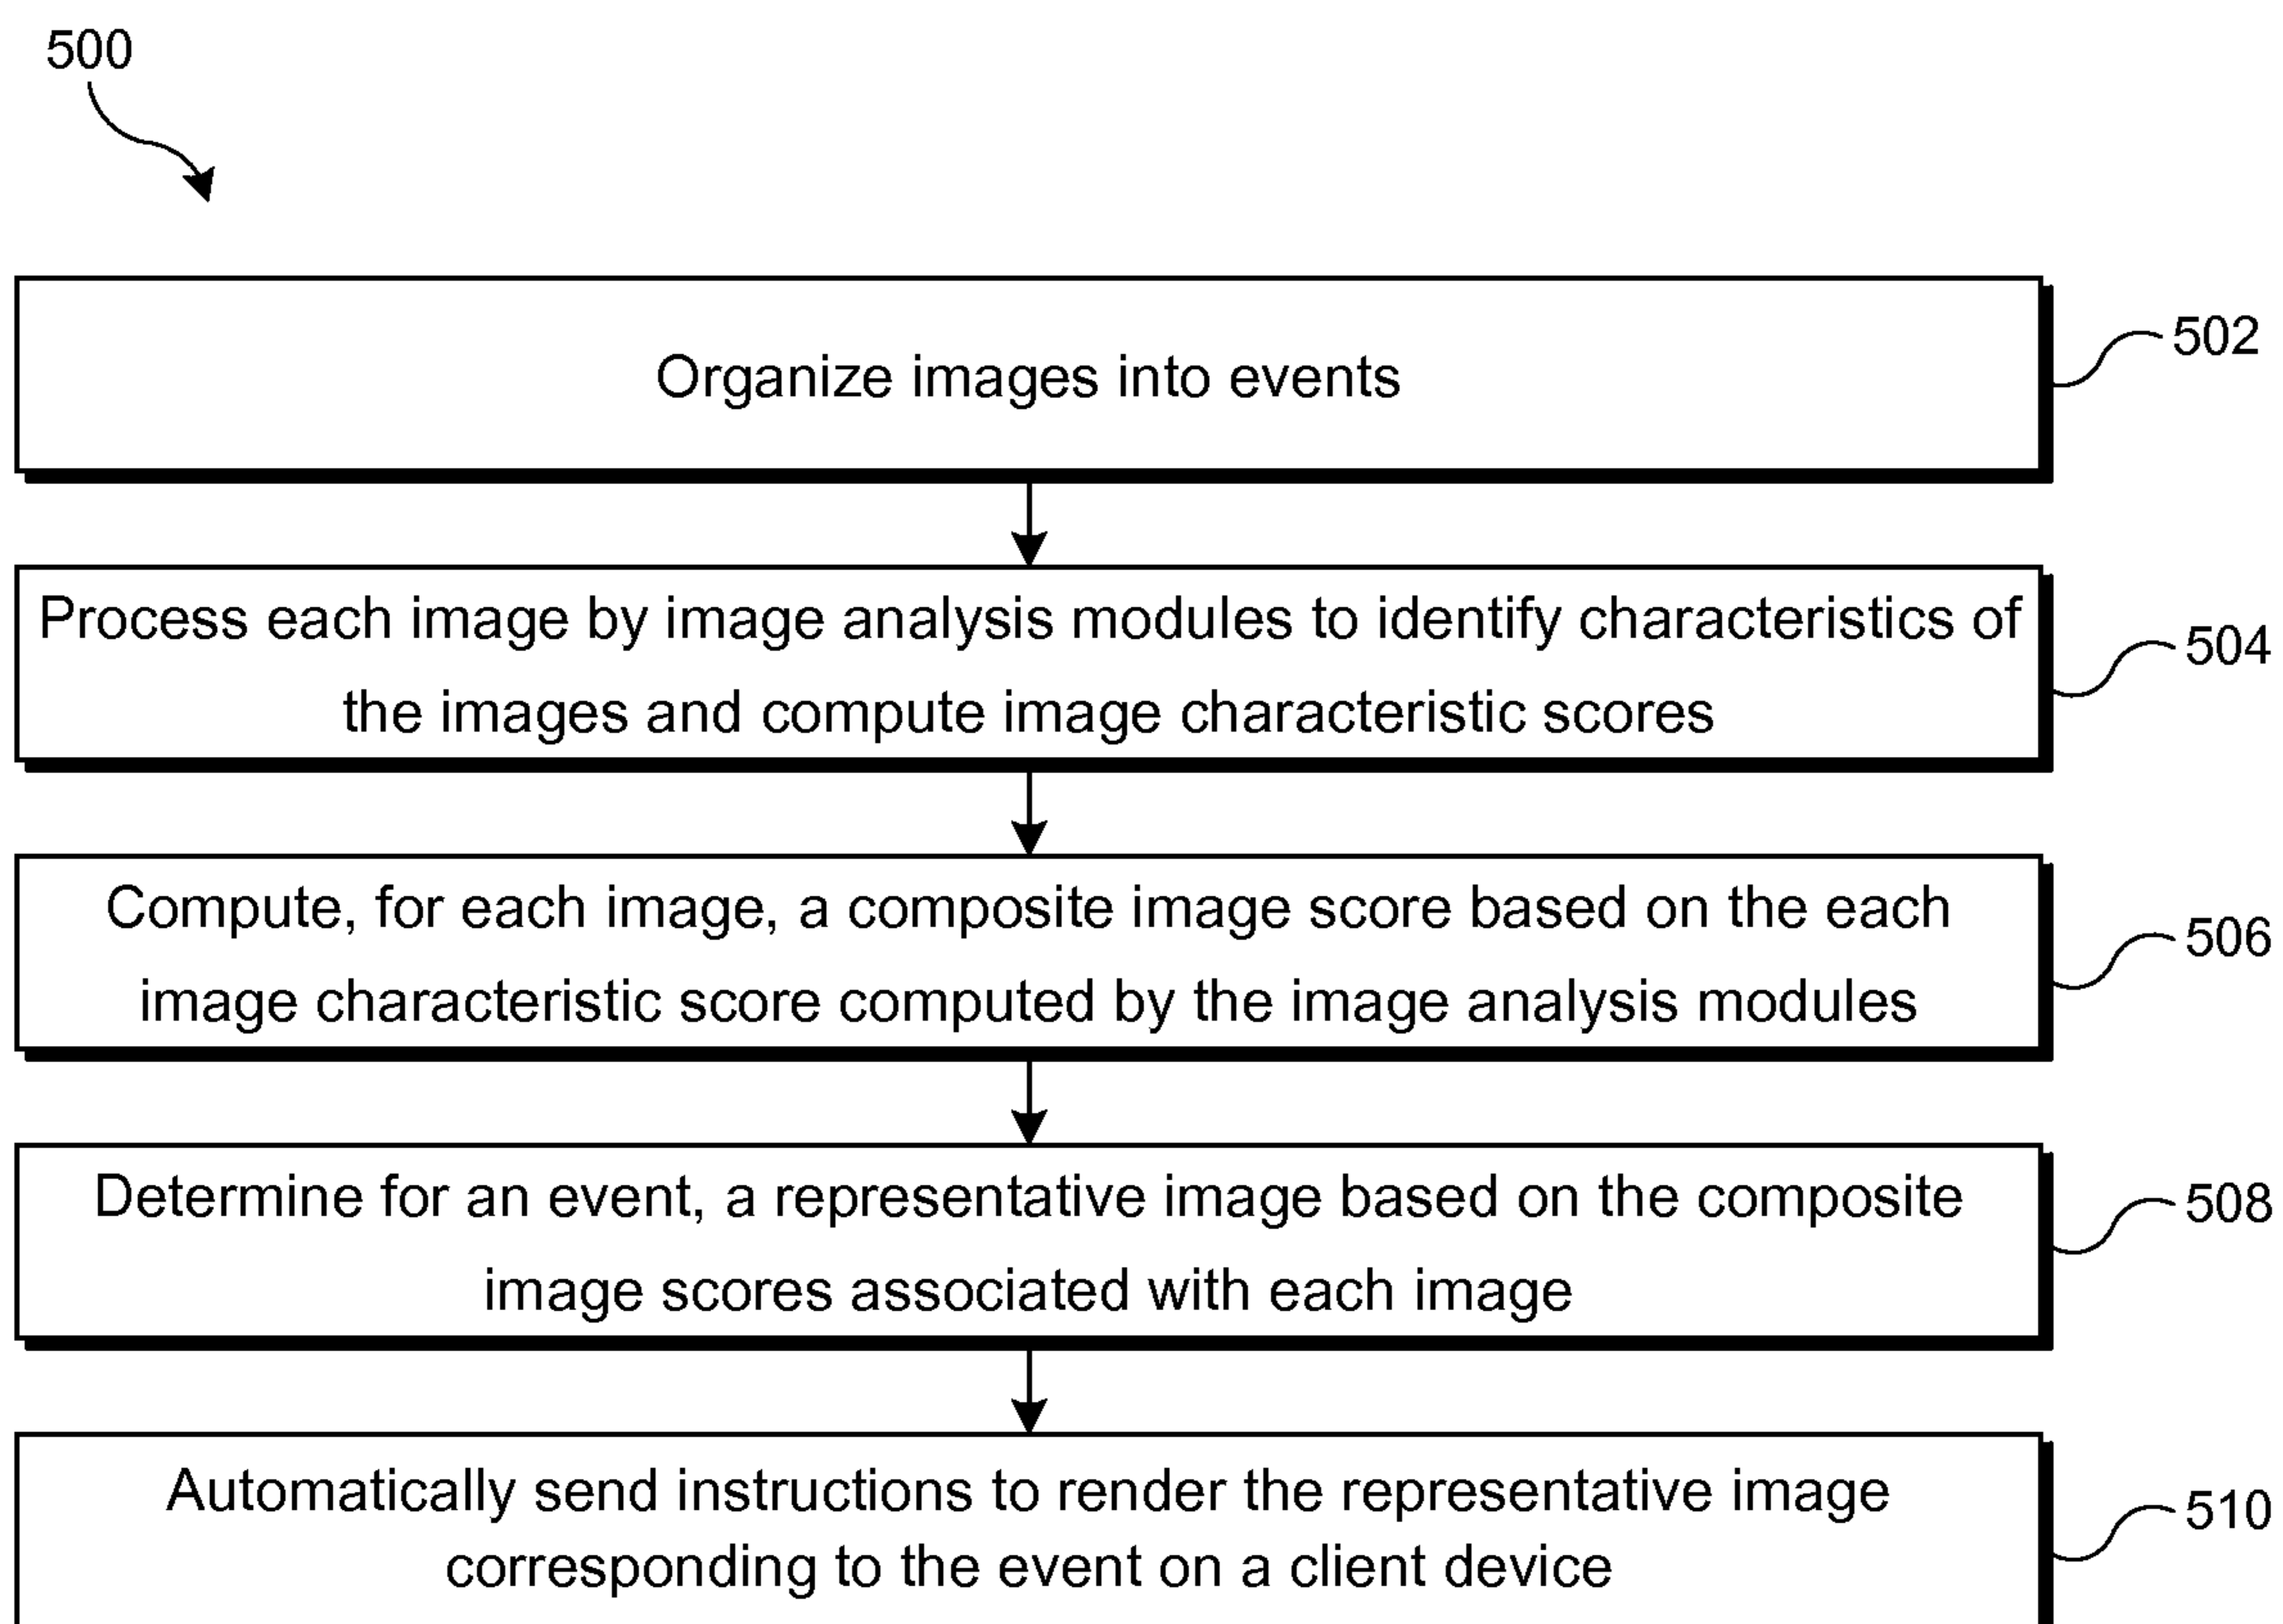 500
Organize images into events
502
Process each image by image analysis modules to identify characteristics of
the images and compute image characteristic scores
504
Compute, for each image, a composite image score based on the each
image characteristic score computed by the image analysis modules
506
Determine for an event, a representative image based on the composite
image scores associated with each image
508
Automatically send instructions to render the representative image
corresponding to the event on a client device
510